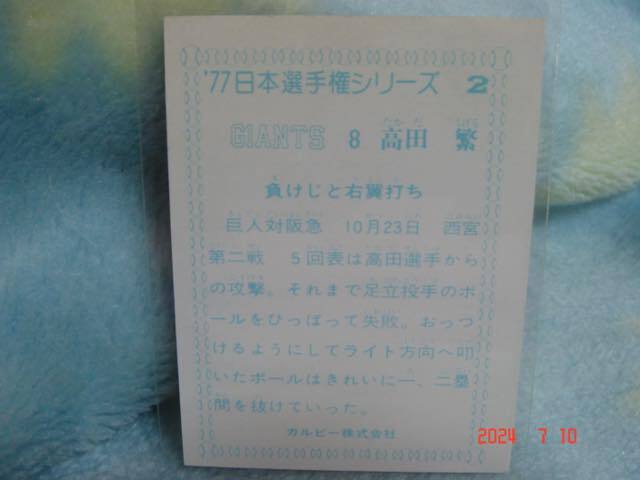 '77日本選手権シリーズ 2
GIANTS 8 高田 繁
負けじと右翼打ち
巨人対阪急 10月23日 西宮
第二戦 5回表は高田選手から
の攻撃。それまで足立投手のボ
ールをひっぱって失敗。おっつ
けるようにしてライト方向へ叩
いたボールはきれいに一、二塁
間を抜けていった。
カルビー株式会社
2024 7 10